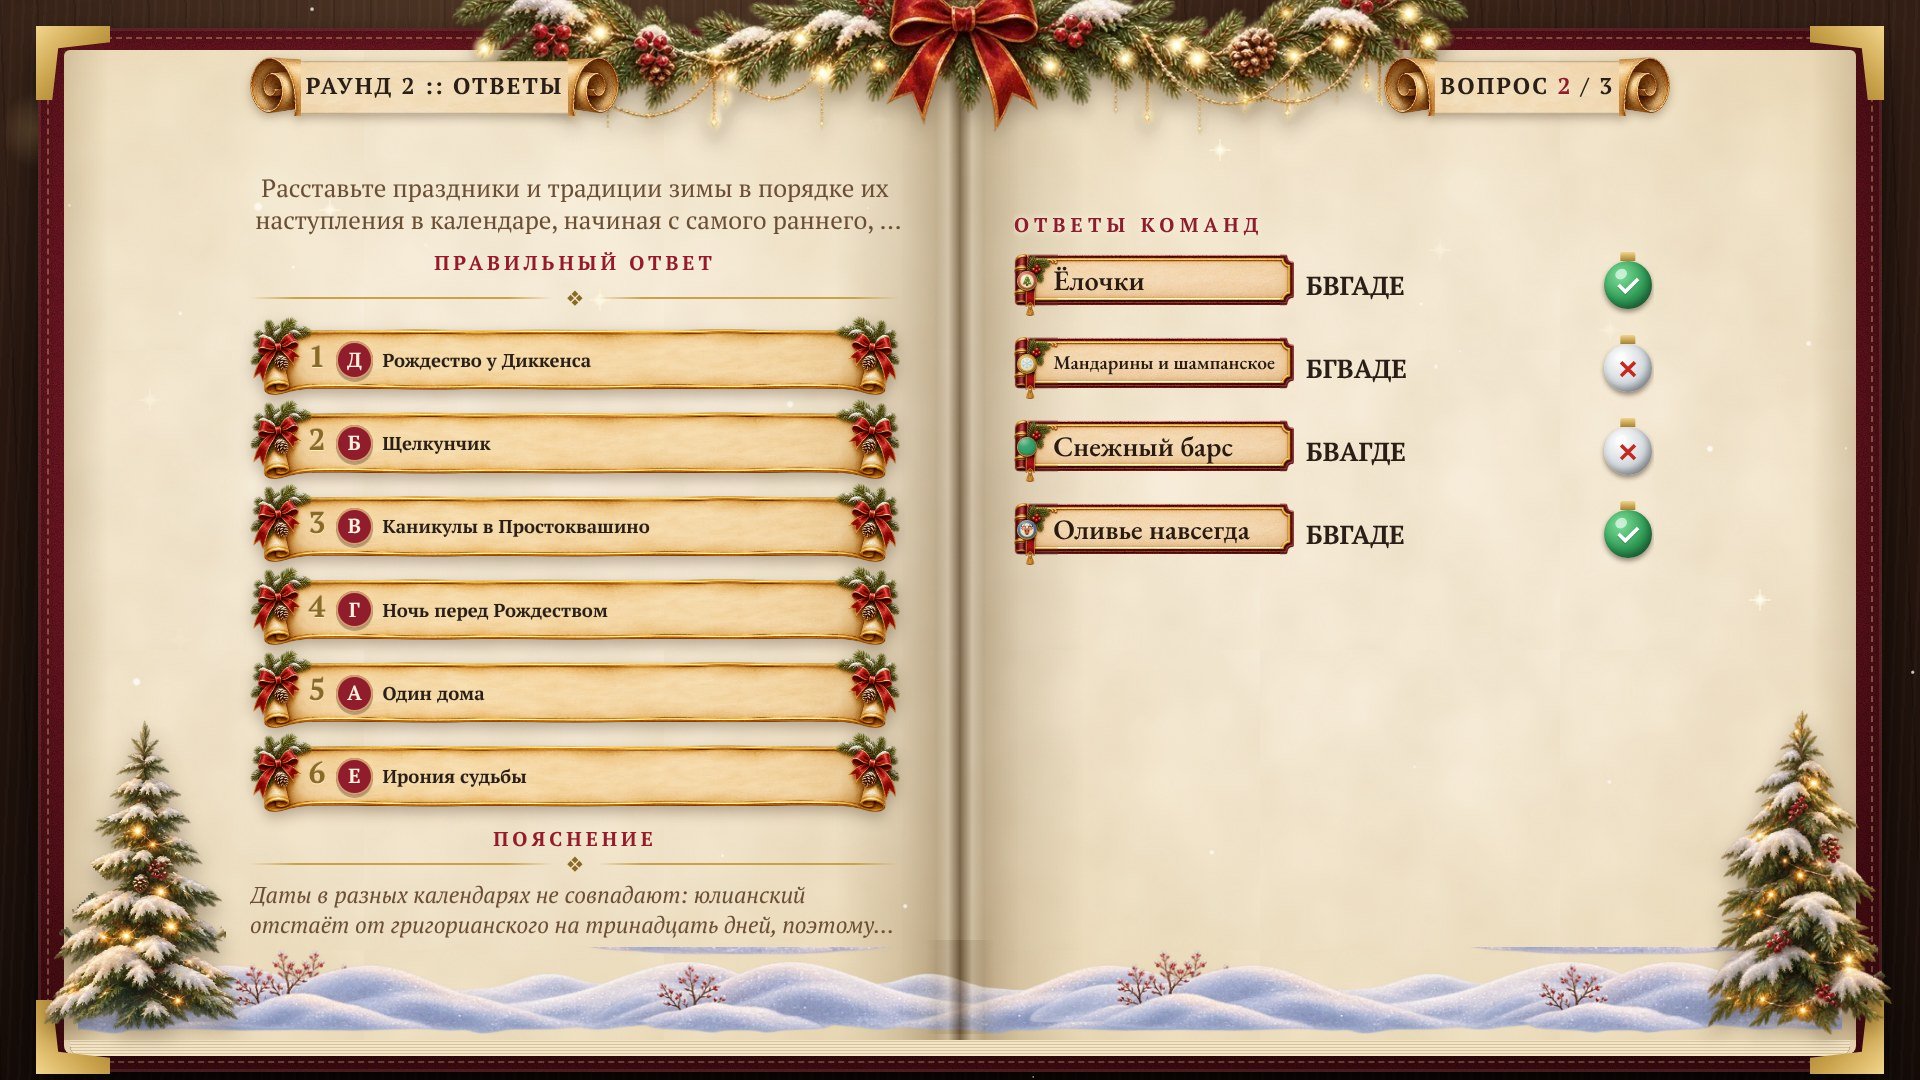 РАУНД 2 :: ОТВЕТЫ
Расставьте праздники и традиции зимы в порядке их
наступления в календаре, начиная с самого раннего, ...
ПРАВИЛЬНЫЙ ОТВЕТ
1 Д Рождество у Диккенса
2 Б Щелкунчик
3 В Каникулы в Простоквашино
4 Г Ночь перед Рождеством
5 А Один дома
6 Е Ирония судьбы
ПОЯСНЕНИЕ
Даты в разных календарях не совпадают: юлианский
отстаёт от григорианского на тринадцать дней, поэтому...
ВОПРОС 2 / 3
ОТВЕТЫ КОМАНД
Ёлочки БВГАДЕ
Мандарины и шампанское БГВАДЕ
Снежный барс БВАГДЕ
Оливье навсегда БВГАДЕ